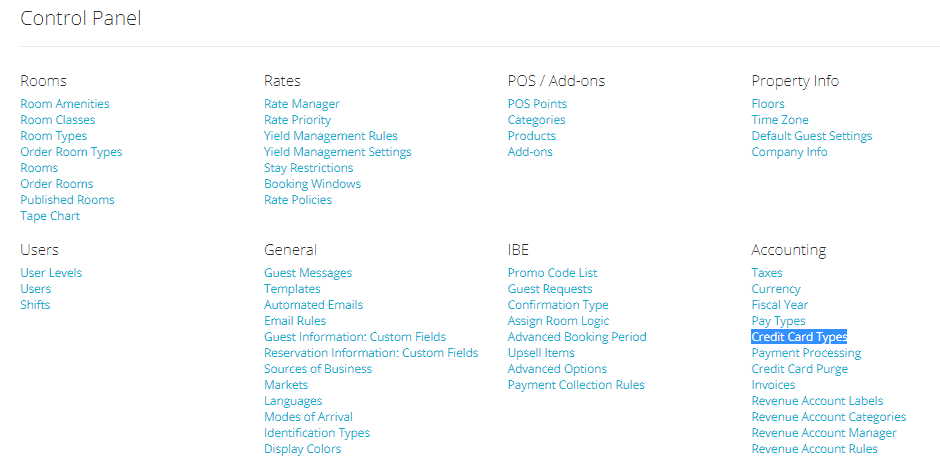 Control Panel
Rooms
Room Amenities
Room Classes
Room Types
Order Room Types
Rooms
Order Rooms
Published Rooms
Tape Chart
Rates
Rate Manager
Rate Priority
Yield Management Rules
Yield Management Settings
Stay Restrictions
Booking Windows
Rate Policies
POS / Add-ons
POS Points
Categories
Products
Add-ons
Property Info
Floors
Time Zone
Default Guest Settings
Company Info
Users
User Levels
Users
Shifts
General
Guest Messages
Templates
Automated Emails
Email Rules
Guest Information: Custom Fields
Reservation Information: Custom Fields
Sources of Business
Markets
Languages
Modes of Arrival
Identification Types
Display Colors
IBE
Promo Code List
Guest Requests
Confirmation Type
Assign Room Logic
Advanced Booking Period
Upsell Items
Advanced Options
Payment Collection Rules
Accounting
Taxes
Currency
Fiscal Year
Pay Types
Credit Card Types
Payment Processing
Credit Card Purge
Invoices
Revenue Account Labels
Revenue Account Categories
Revenue Account Manager
Revenue Account Rules